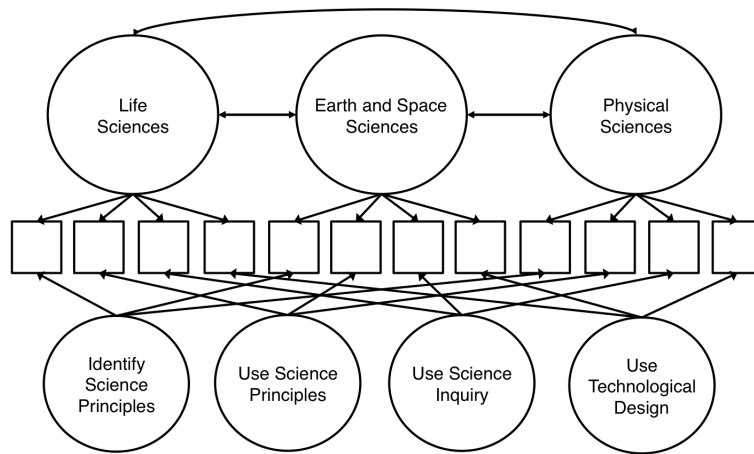 Life
Sciences
Earth and Space
Sciences
Physical
Sciences
Identify
Science
Principles
Use Science
Principles
Use Science
Inquiry
Use
Technological
Design